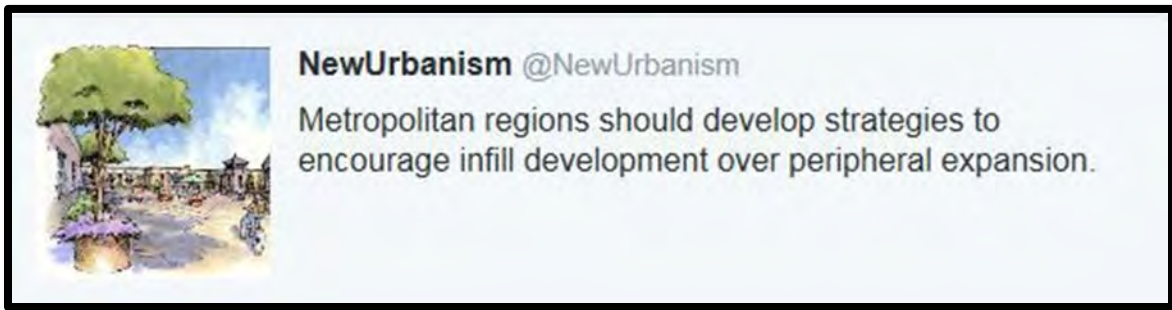 NewUrbanism @NewUrbanism
Metropolitan regions should develop strategies to
encourage infill development over peripheral expansion.